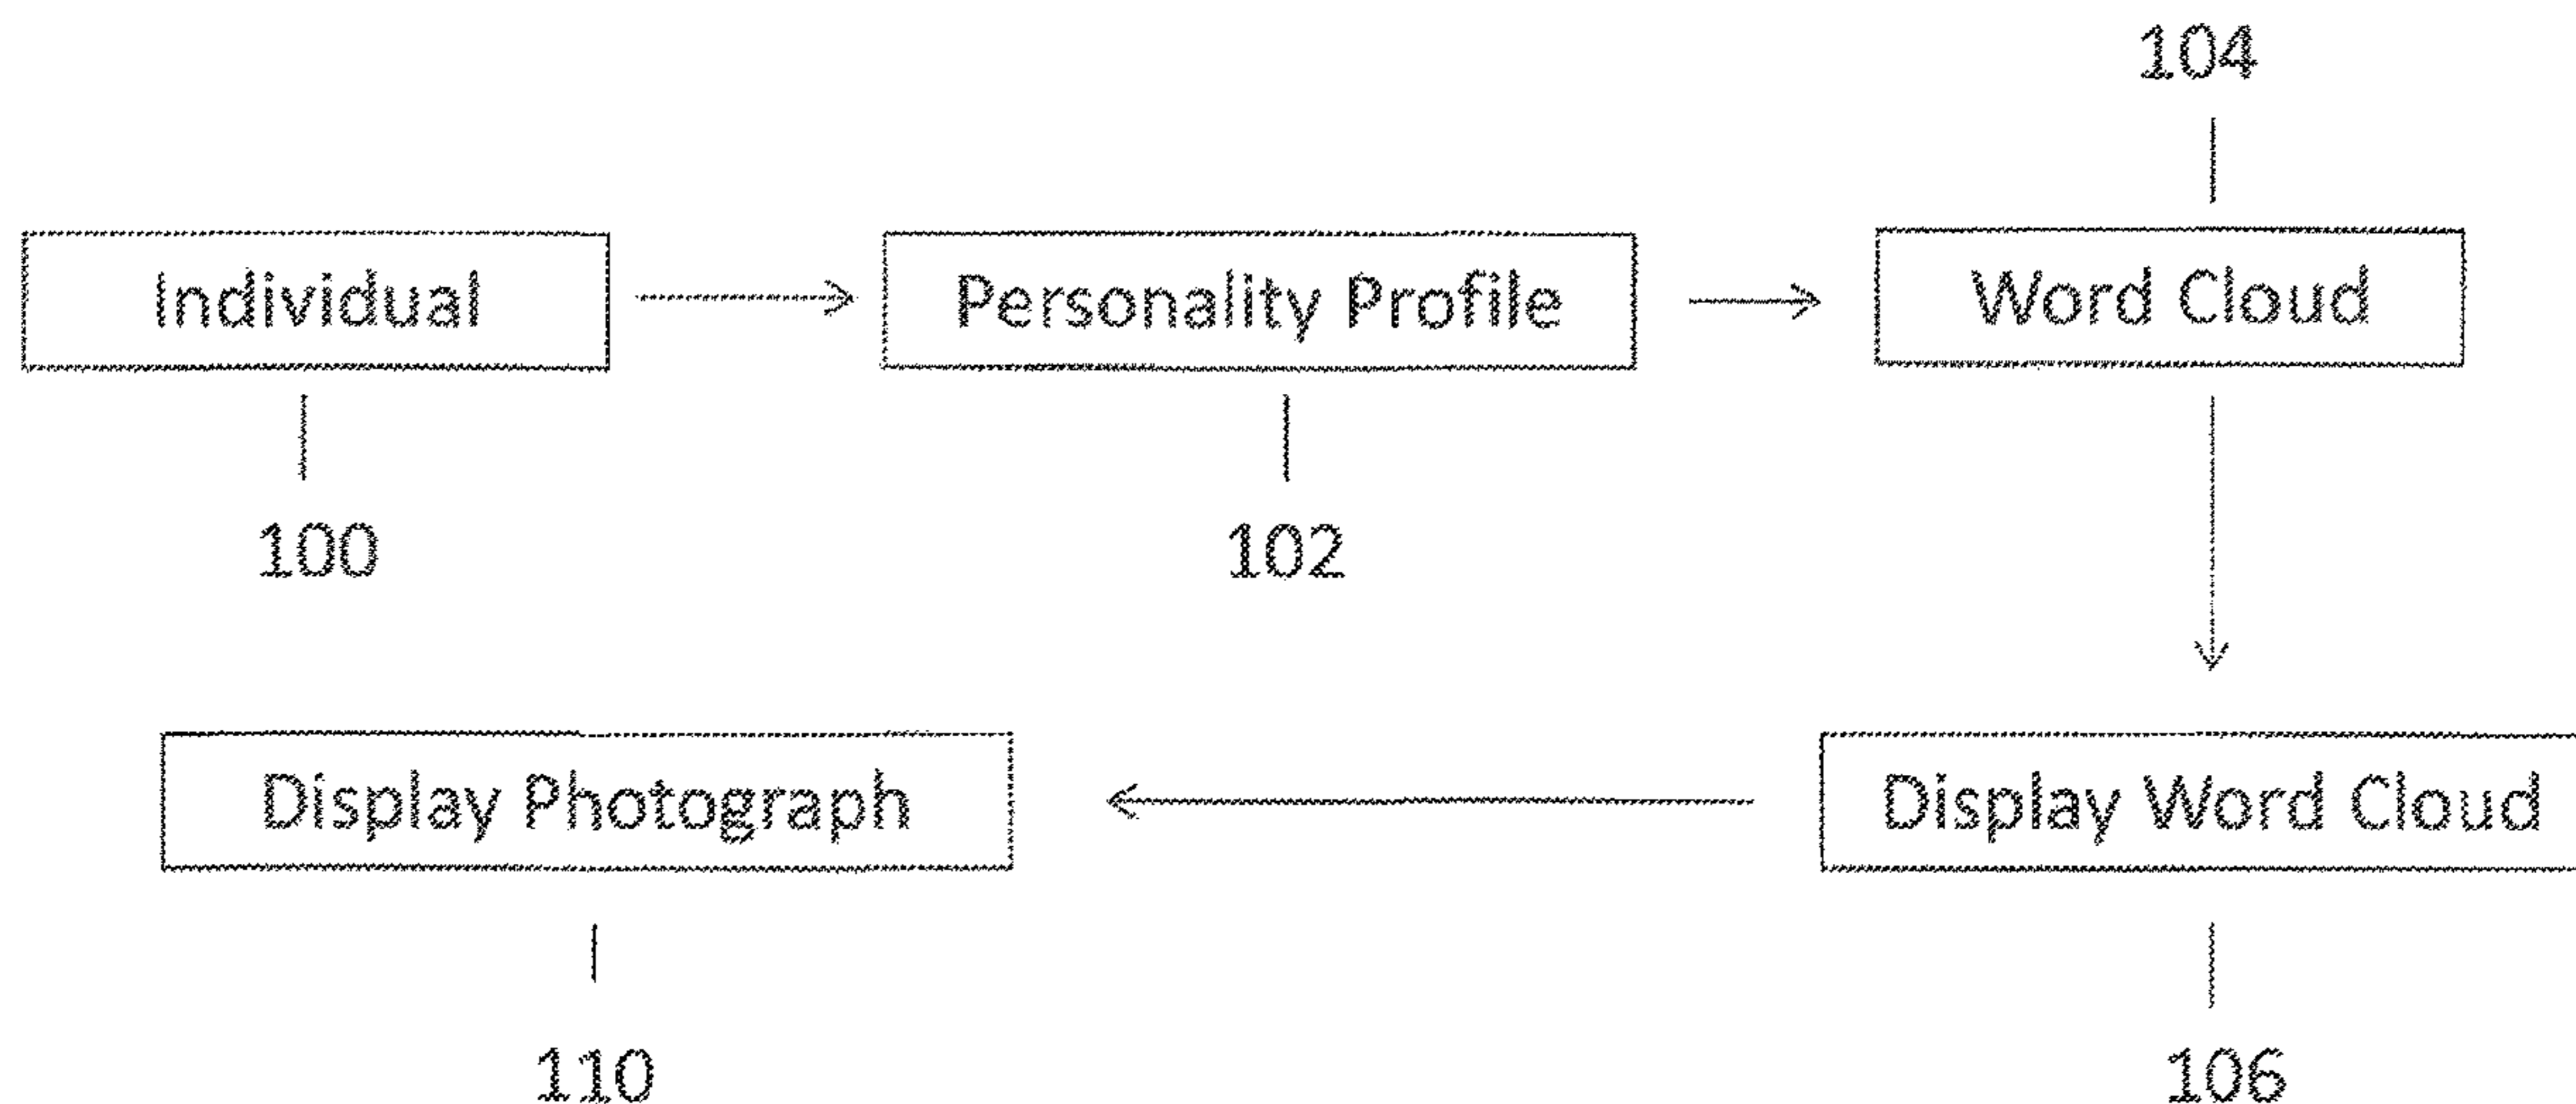 104
Individual
Personality Profile
Word Cloud
100
102
Display Photograph
Display Word Cloud
110
106